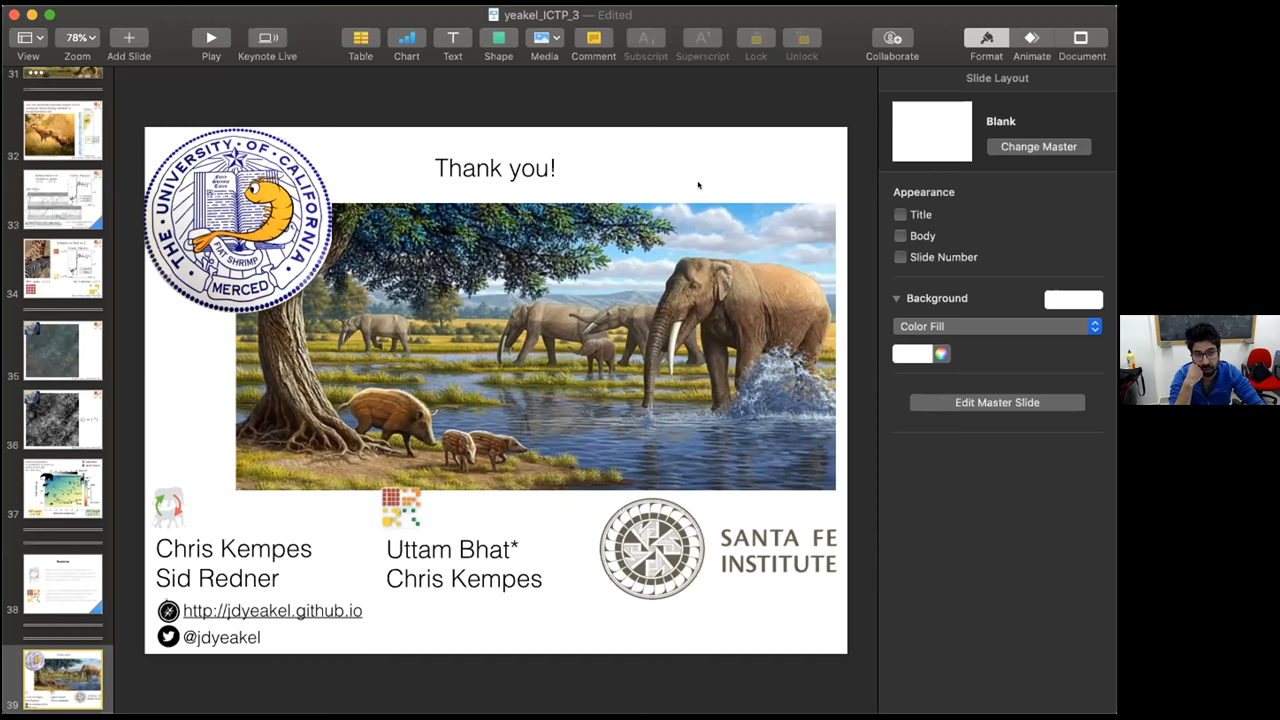 yeakel_ICTP_3 — Edited
View
78%
Zoom
Add Slide
Play
Keynote Live
Table
Chart
Text
Shape
Media
Comment
Subscript
Superscript
Lock
Unlock
Collaborate
Format
Animate
Document
31
32
33
34
35
36
37
38
39
Thank you!
THE UNIVERSITY OF CALIFORNIA
Fairy Shrimp Tales
FIAT SHRIMP
MERCED
Chris Kempes
Sid Redner
Uttam Bhat*
Chris Kempes
SANTA FE
INSTITUTE
http://jdyeakel.github.io
@jdyeakel
Slide Layout
Blank
Change Master
Appearance
Title
Body
Slide Number
Background
Color Fill
Edit Master Slide